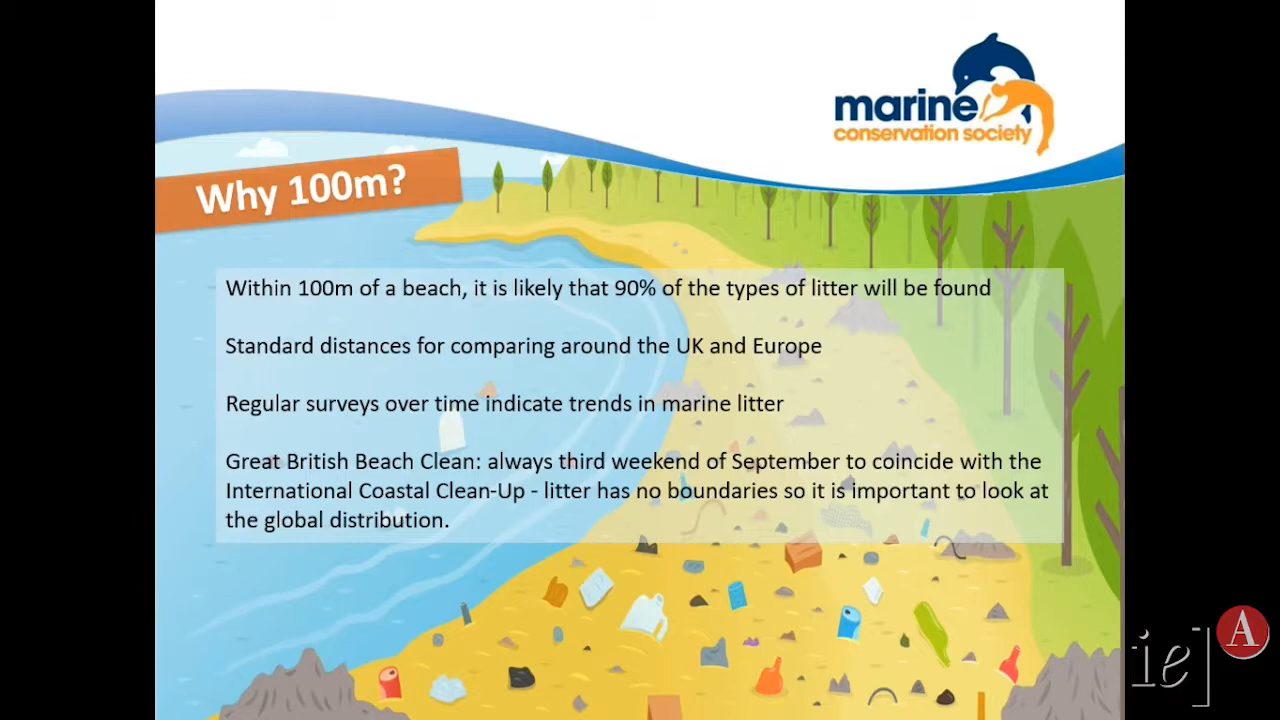 marine
conservation society
Why 100m?
Within 100m of a beach, it is likely that 90% of the types of litter will be found
Standard distances for comparing around the UK and Europe
Regular surveys over time indicate trends in marine litter
Great British Beach Clean: always third weekend of September to coincide with the
International Coastal Clean-Up - litter has no boundaries so it is important to look at
the global distribution.
ie]
A